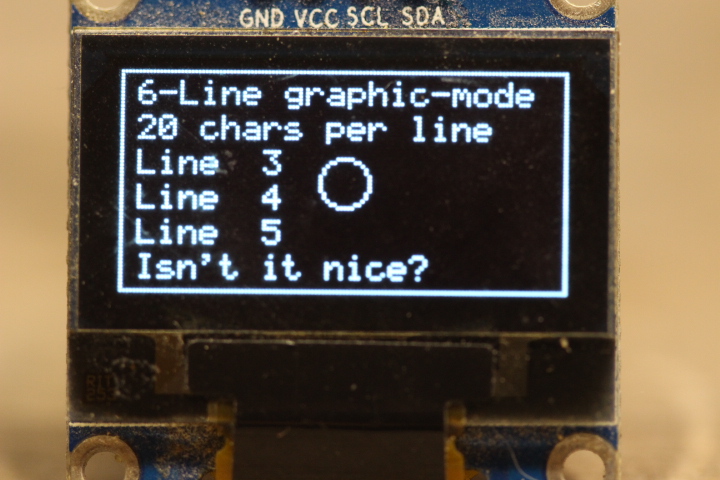 GND VCC SCL SDA
6-Line graphic-mode
20 chars per line
Line  3
Line  4
Line  5
Isn't it nice?